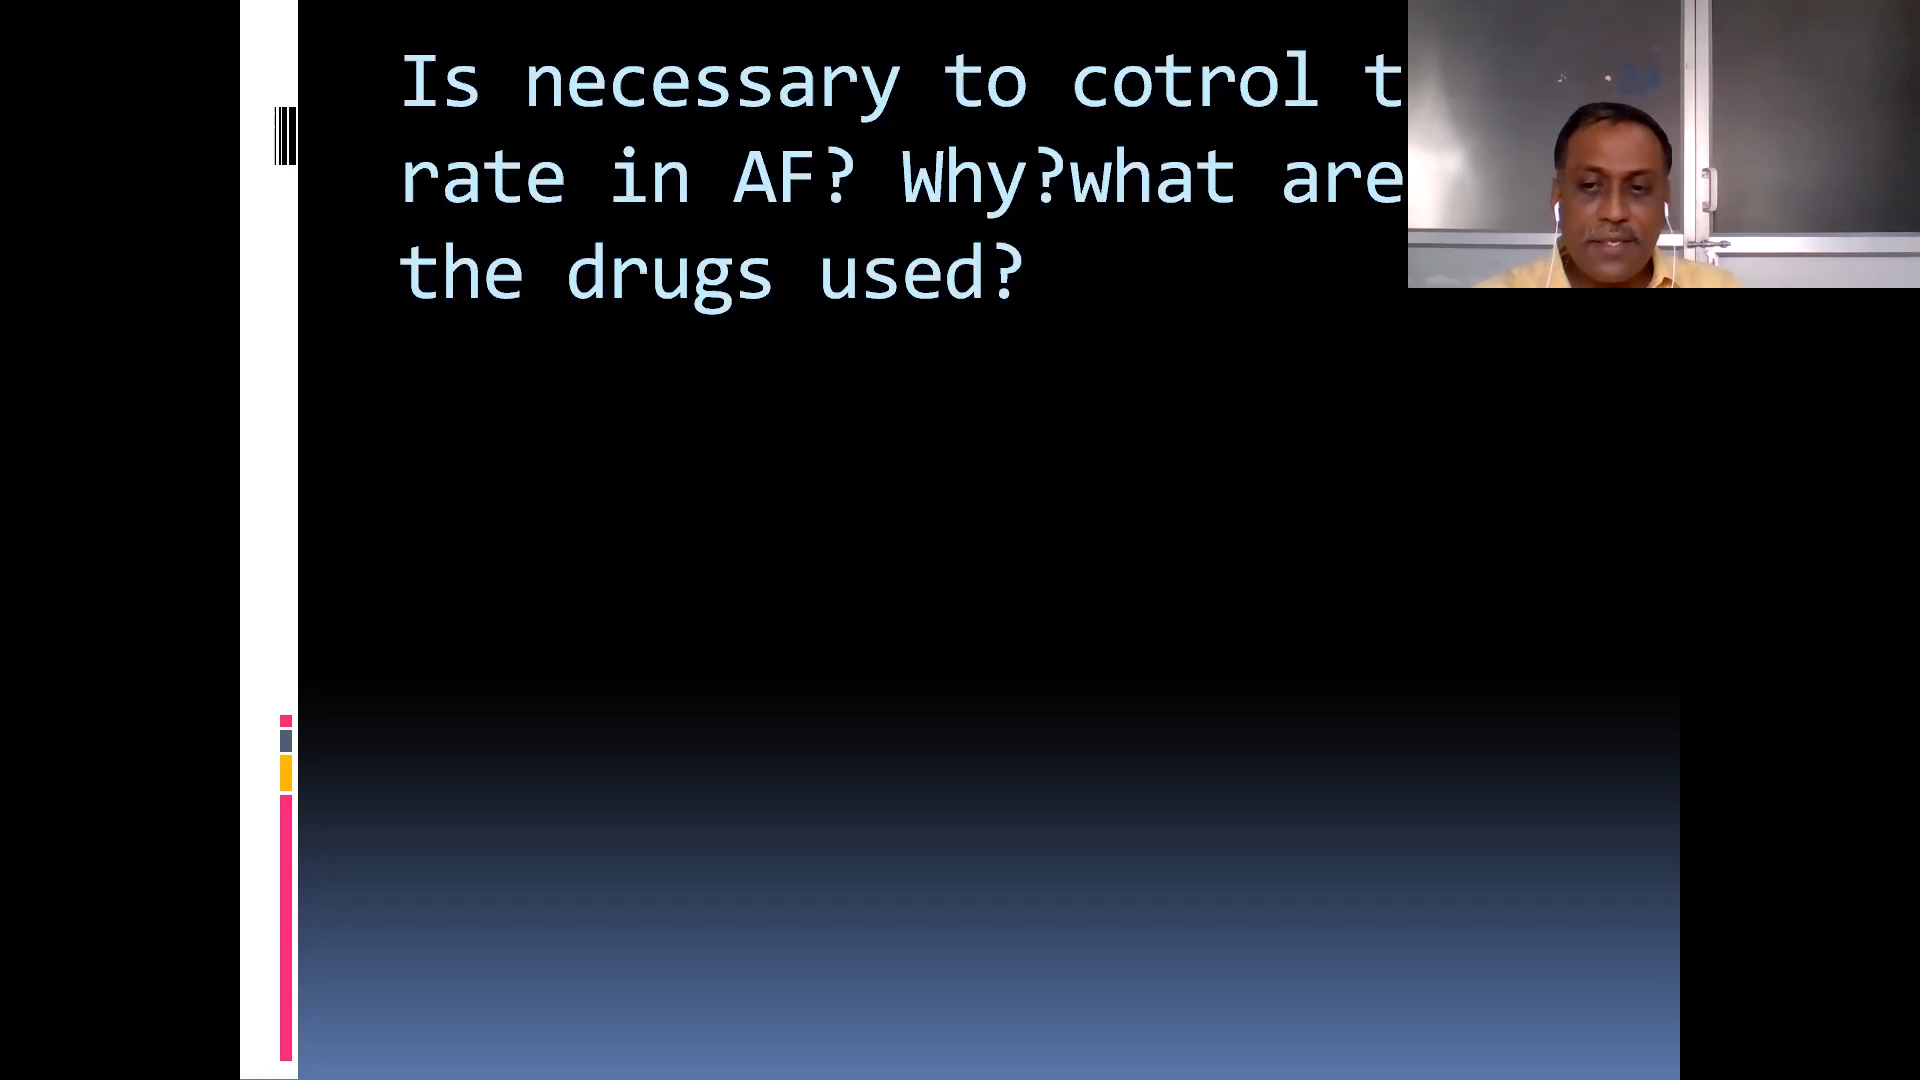 Is necessary to cotrol t
rate in AF? Why?what are
the drugs used?